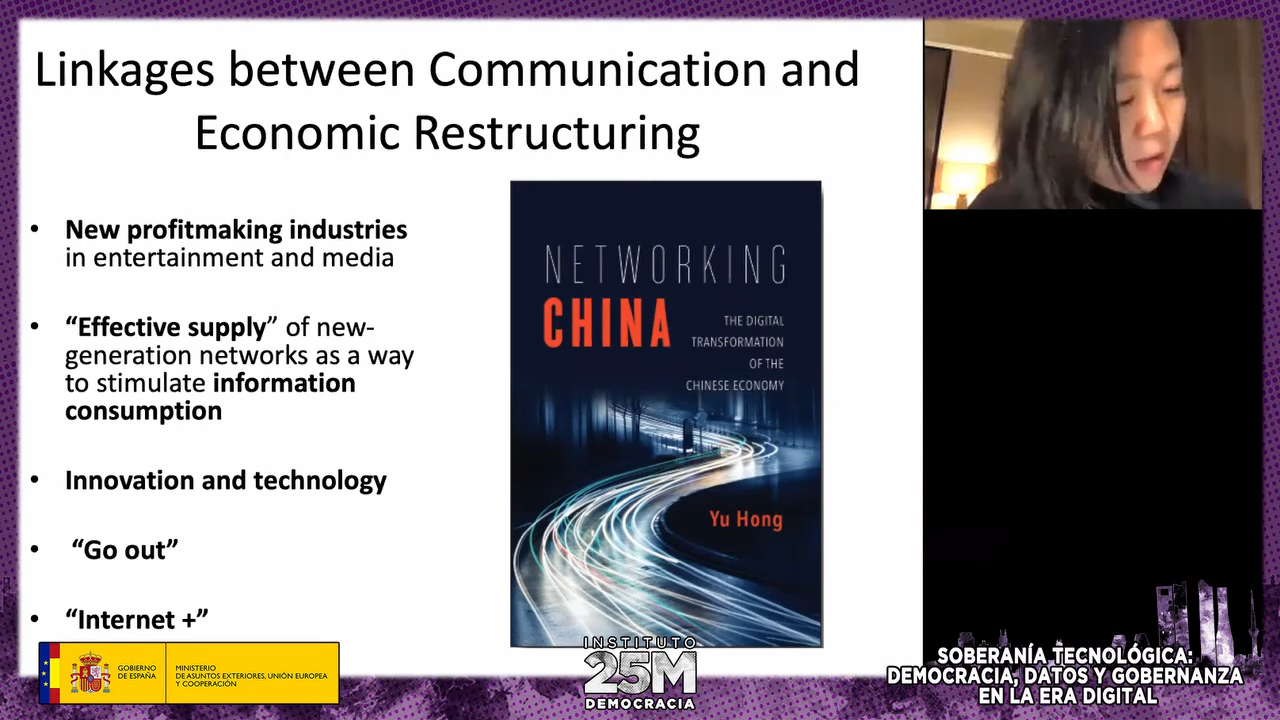 Linkages between Communication and
Economic Restructuring
• New profitmaking industries
in entertainment and media
• “Effective supply” of new-
generation networks as a way
to stimulate information
consumption
• Innovation and technology
• “Go out”
• “Internet +”
NETWORKING
CHINA
THE DIGITAL
TRANSFORMATION
OF THE
CHINESE ECONOMY
Yu Hong
GOBIERNO
DE ESPAÑA
MINISTERIO
DE ASUNTOS EXTERIORES, UNIÓN EUROPEA
Y COOPERACIÓN
INSTITUTO
25M
DEMOCRACIA
SOBERANÍA TECNOLÓGICA:
DEMOCRACIA, DATOS Y GOBERNANZA
EN LA ERA DIGITAL